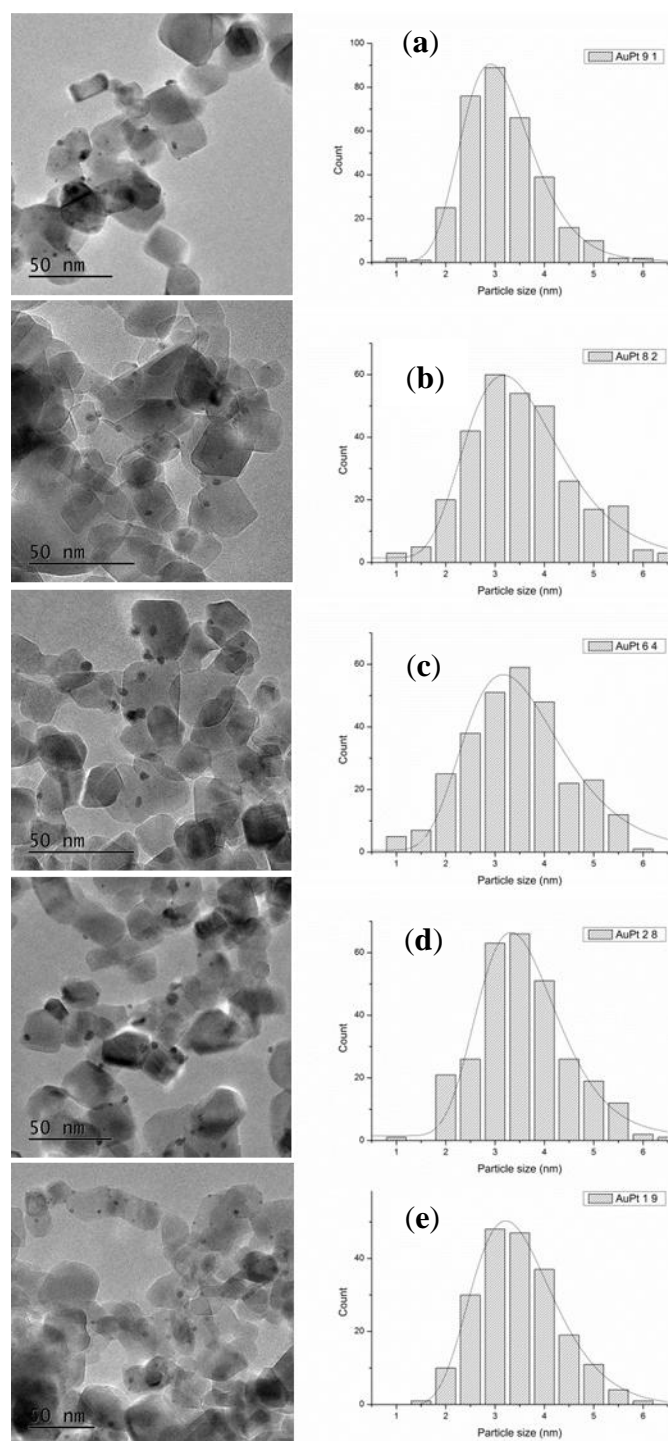 (a)
AuPt 9 1
100
80
60
40
20
0
Count
1 2 3 4 5 6
Particle size (nm)
50 nm
(b)
AuPt 8 2
60
40
20
0
Count
1 2 3 4 5 6
Particle size (nm)
50 nm
(c)
AuPt 6 4
60
40
20
0
Count
1 2 3 4 5 6
Particle size (nm)
50 nm
(d)
AuPt 2 8
60
40
20
0
Count
1 2 3 4 5 6
Particle size (nm)
50 nm
(e)
AuPt 1 9
40
20
0
Count
1 2 3 4 5 6
Particle size (nm)
50 nm